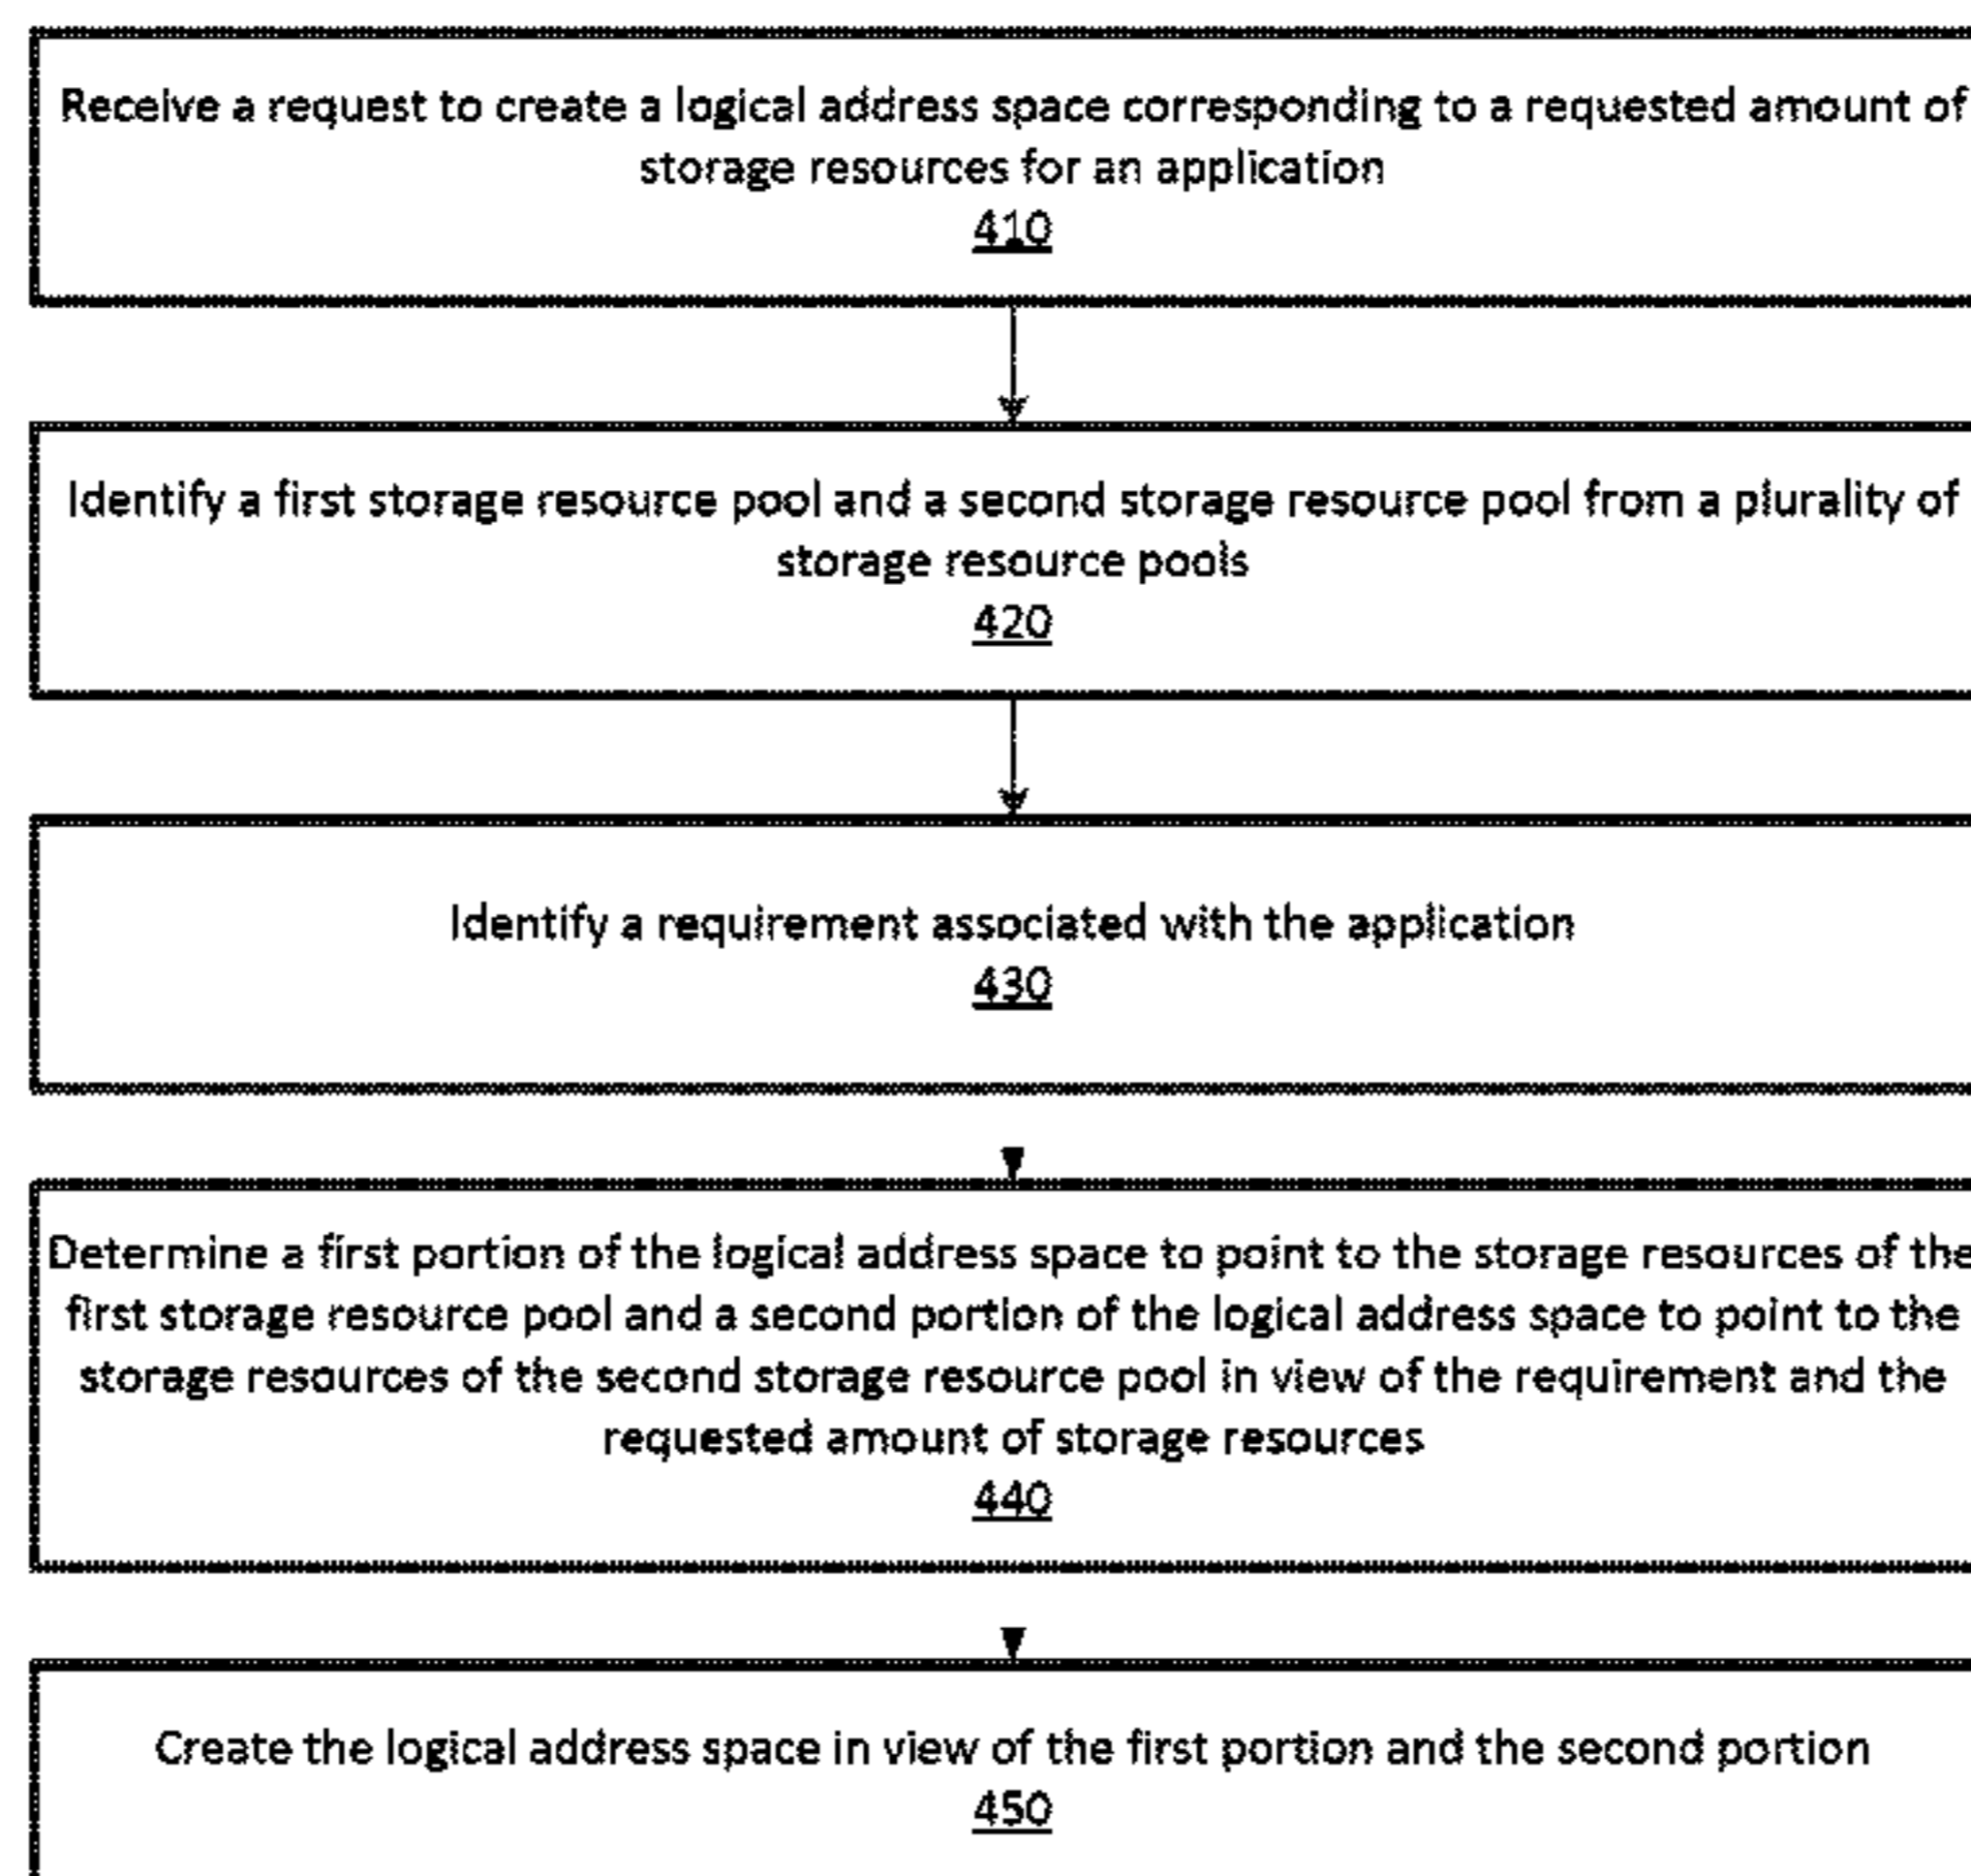 Receive a request to create a logical address space corresponding to a requested amount of
storage resources for an application
410
Identify a first storage resource pool and a second storage resource pool from a plurality of
storage resource pools
420
Identify a requirement associated with the application
430
Determine a first portion of the logical address space to point to the storage resources of the
first storage resource pool and a second portion of the logical address space to point to the
storage resources of the second storage resource pool in view of the requirement and the
requested amount of storage resources
440
Create the logical address space in view of the first portion and the second portion
450